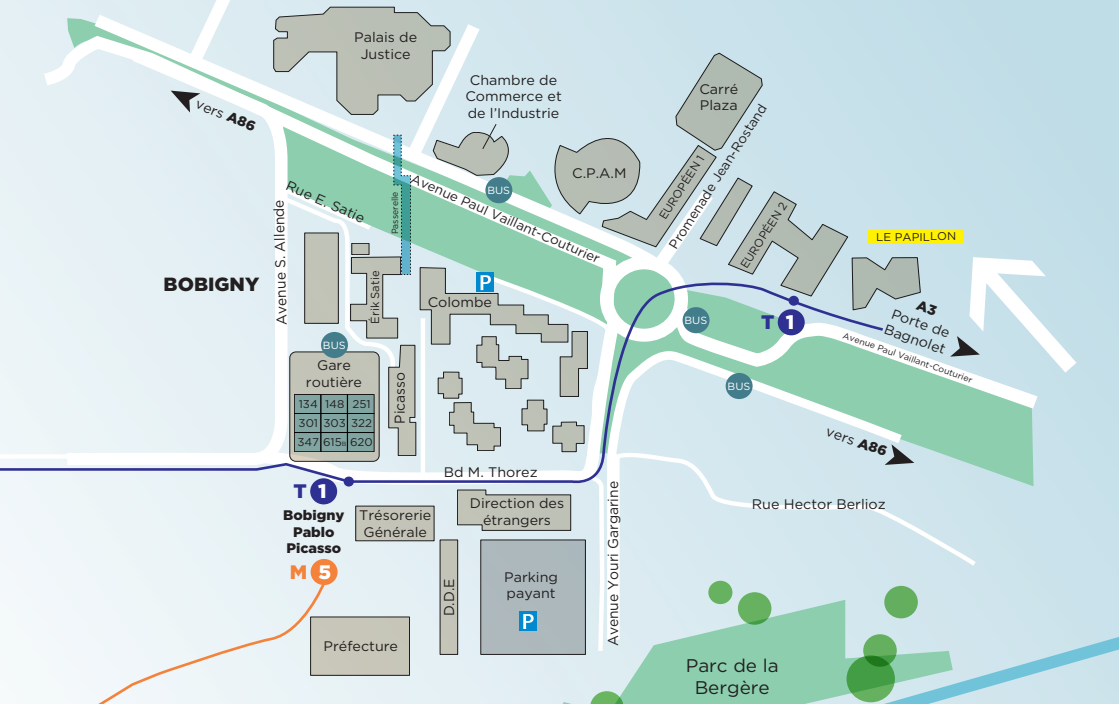 Palais de
Justice
Chambre de
Commerce et
de l'Industrie
Carré
Plaza
vers A86
C.P.A.M
EUROPÉEN 1
Promenade Jean-Rostand
BUS
Avenue Paul Vaillant-Couturier
Passerelle
Rue E. Satie
EUROPÉEN 2
LE PAPILLON
Avenue S. Allende
BOBIGNY
Érik Satie
P
Colombe
A3
Porte de
Bagnolet
BUS
T 1
Avenue Paul Vaillant-Couturier
BUS
Gare
routière
134 148 251
301 303 322
347 615B 620
Picasso
BUS
vers A86
Bd M. Thorez
T 1
Bobigny
Pablo
Picasso
M 5
Trésorerie
Générale
Direction des
étrangers
Rue Hector Berlioz
Avenue Youri Gargarine
D.D.E
Parking
payant
P
Préfecture
Parc de la
Bergère